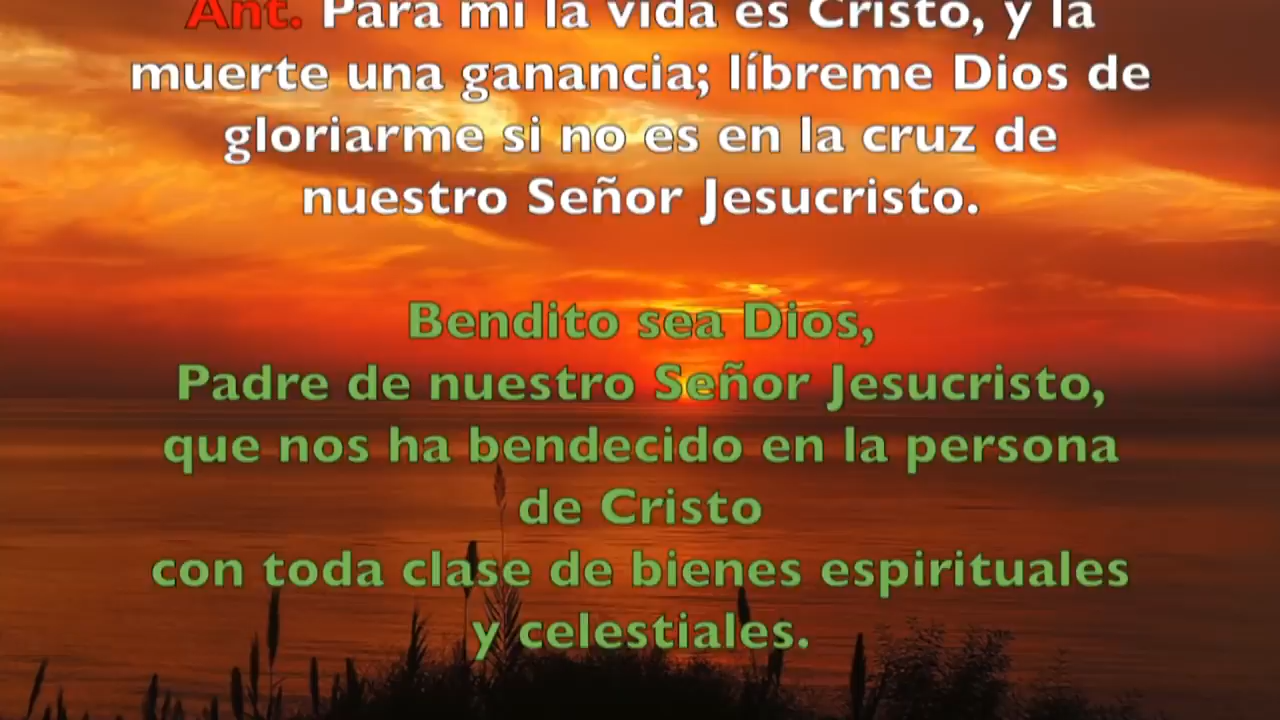 Ant. Para mí la vida es Cristo, y la
muerte una ganancia; líbreme Dios de
gloriarme si no es en la cruz de
nuestro Señor Jesucristo.
Bendito sea Dios,
Padre de nuestro Señor Jesucristo,
que nos ha bendecido en la persona
de Cristo
con toda clase de bienes espirituales
y celestiales.